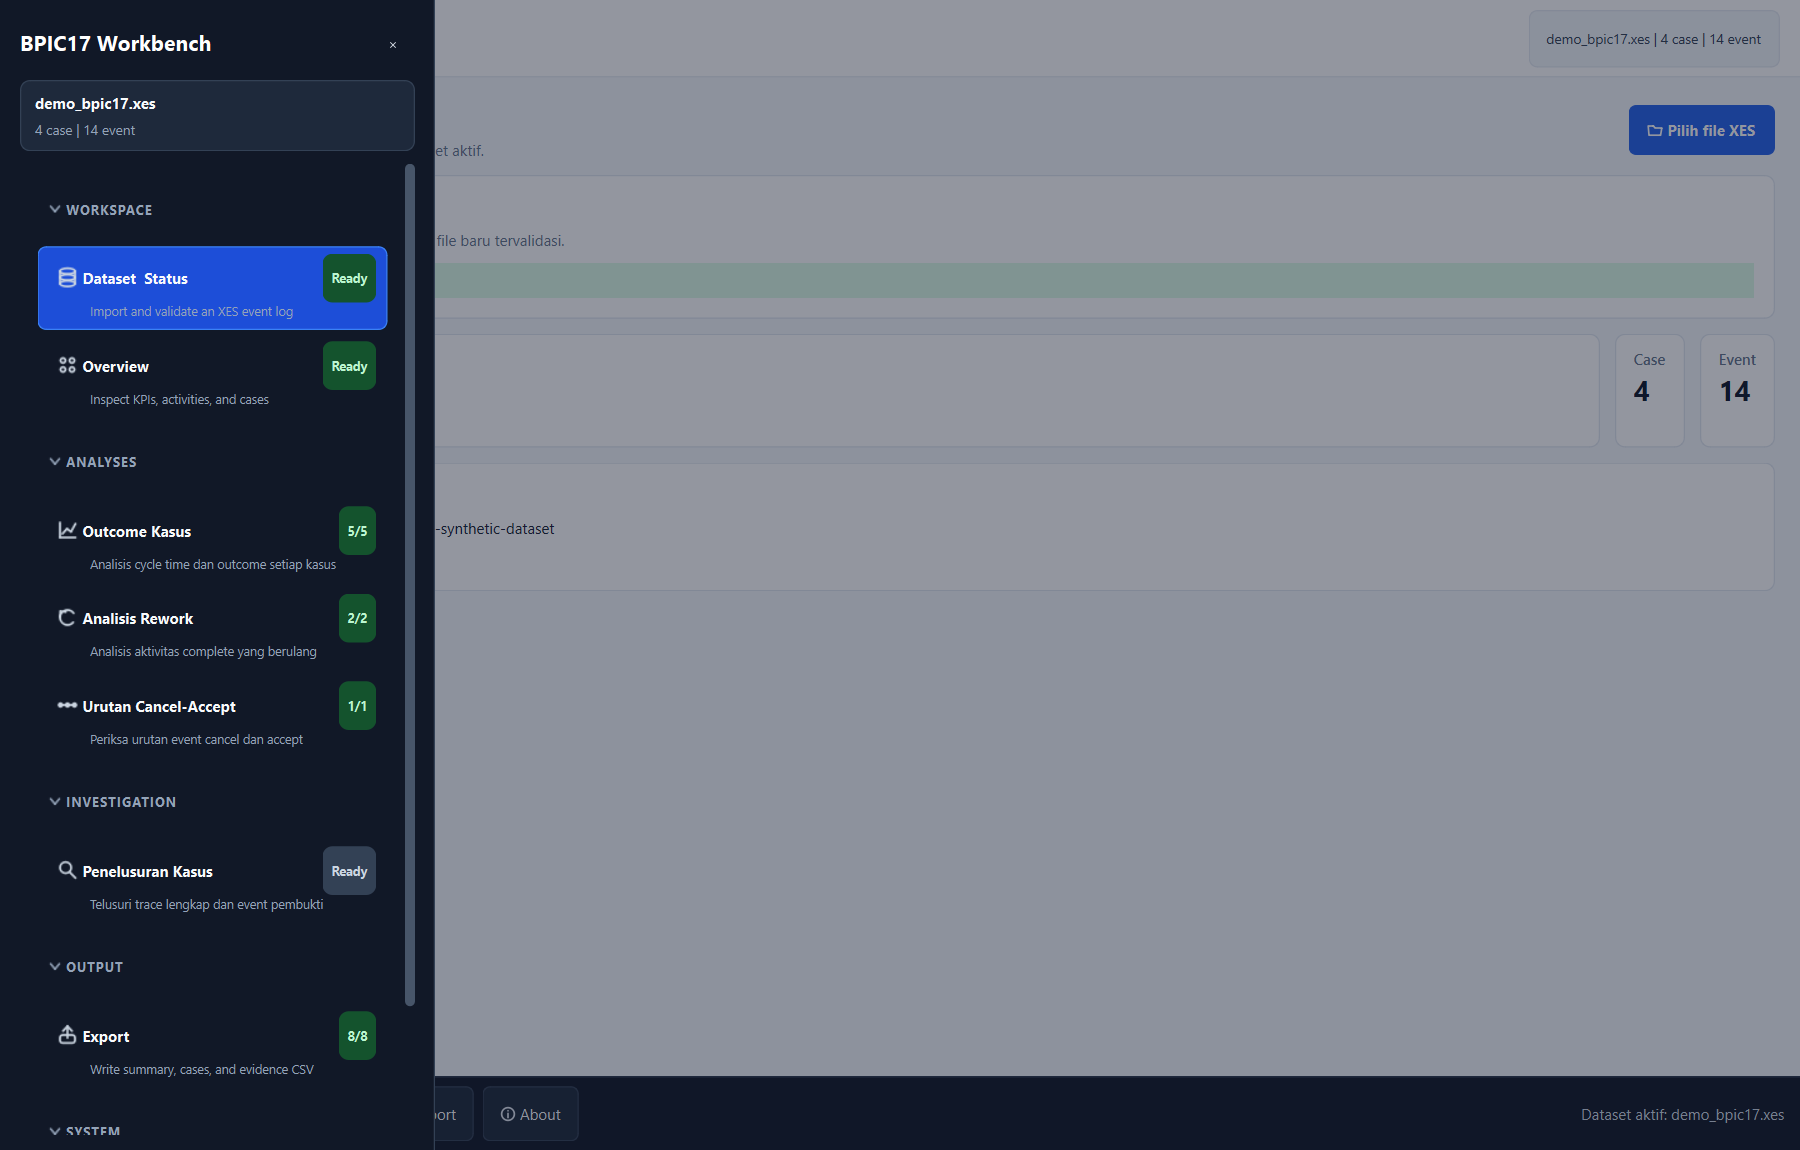 BPIC17 Workbench
×
demo_bpic17.xes
4 case | 14 event
WORKSPACE
Dataset  Status
Ready
Import and validate an XES event log
Overview
Ready
Inspect KPIs, activities, and cases
ANALYSES
Outcome Kasus
5/5
Analisis cycle time dan outcome setiap kasus
Analisis Rework
2/2
Analisis aktivitas complete yang berulang
Urutan Cancel-Accept
1/1
Periksa urutan event cancel dan accept
INVESTIGATION
Penelusuran Kasus
Ready
Telusuri trace lengkap dan event pembukti
OUTPUT
Export
8/8
Write summary, cases, and evidence CSV
SYSTEM
demo_bpic17.xes | 4 case | 14 event
et aktif.
Pilih file XES
file baru tervalidasi.
Case
4
Event
14
-synthetic-dataset
port
About
Dataset aktif: demo_bpic17.xes